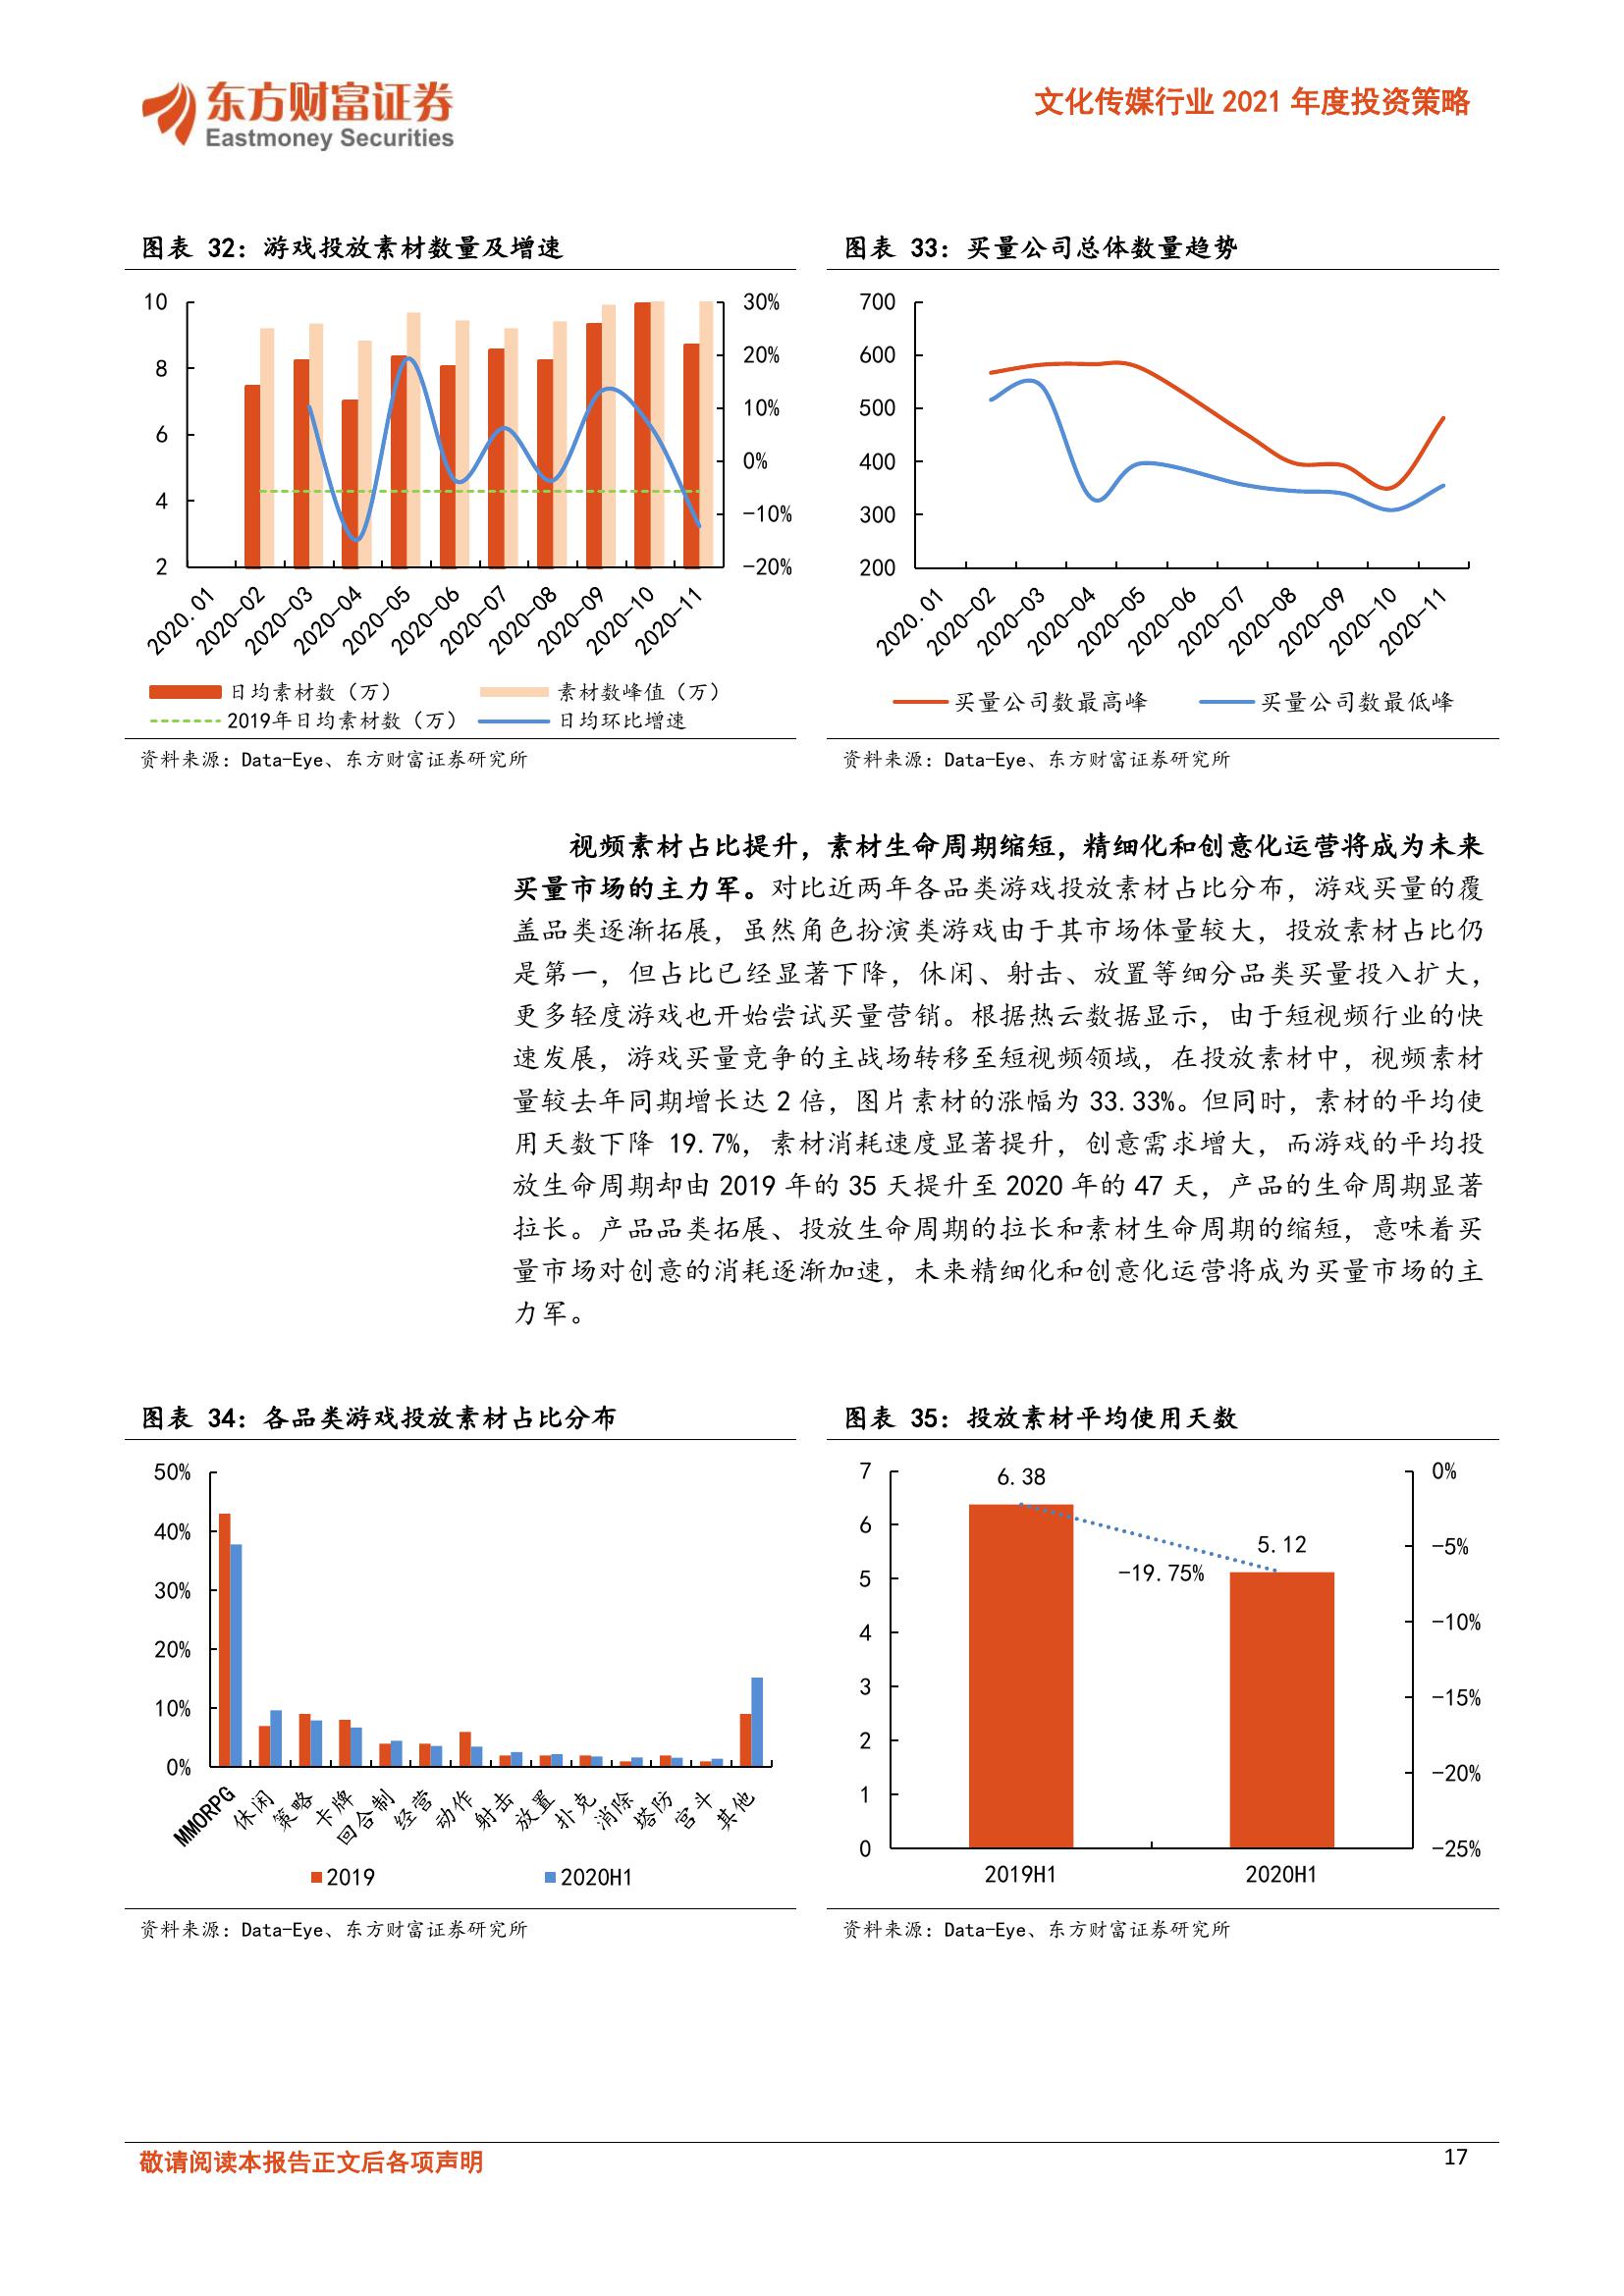 东方财富证券
Eastmoney Securities
文化传媒行业 2021 年度投资策略
图表 32：游戏投放素材数量及增速
10
8
6
4
2
30%
20%
10%
0%
-10%
-20%
2020.01
2020-02
2020-03
2020-04
2020-05
2020-06
2020-07
2020-08
2020-09
2020-10
2020-11
日均素材数（万）
素材数峰值（万）
2019年日均素材数（万）
日均环比增速
资料来源：Data-Eye、东方财富证券研究所
图表 33：买量公司总体数量趋势
700
600
500
400
300
200
2020.01
2020-02
2020-03
2020-04
2020-05
2020-06
2020-07
2020-08
2020-09
2020-10
2020-11
买量公司数最高峰
买量公司数最低峰
资料来源：Data-Eye、东方财富证券研究所
视频素材占比提升，素材生命周期缩短，精细化和创意化运营将成为未来
买量市场的主力军。对比近两年各品类游戏投放素材占比分布，游戏买量的覆
盖品类逐渐拓展，虽然角色扮演类游戏由于其市场体量较大，投放素材占比仍
是第一，但占比已经显著下降，休闲、射击、放置等细分品类买量投入扩大，
更多轻度游戏也开始尝试买量营销。根据热云数据显示，由于短视频行业的快
速发展，游戏买量竞争的主战场转移至短视频领域，在投放素材中，视频素材
量较去年同期增长达 2 倍，图片素材的涨幅为 33.33%。但同时，素材的平均使
用天数下降 19.7%，素材消耗速度显著提升，创意需求增大，而游戏的平均投
放生命周期却由 2019 年的 35 天提升至 2020 年的 47 天，产品的生命周期显著
拉长。产品品类拓展、投放生命周期的拉长和素材生命周期的缩短，意味着买
量市场对创意的消耗逐渐加速，未来精细化和创意化运营将成为买量市场的主
力军。
图表 34：各品类游戏投放素材占比分布
50%
40%
30%
20%
10%
0%
MMORPG
休闲
策略
卡牌
回合制
经营
动作
射击
放置
扑克
消除
塔防
宫斗
其他
2019
2020H1
资料来源：Data-Eye、东方财富证券研究所
图表 35：投放素材平均使用天数
7
6
5
4
3
2
1
0
6.38
5.12
-19.75%
0%
-5%
-10%
-15%
-20%
-25%
2019H1
2020H1
资料来源：Data-Eye、东方财富证券研究所
敬请阅读本报告正文后各项声明
17